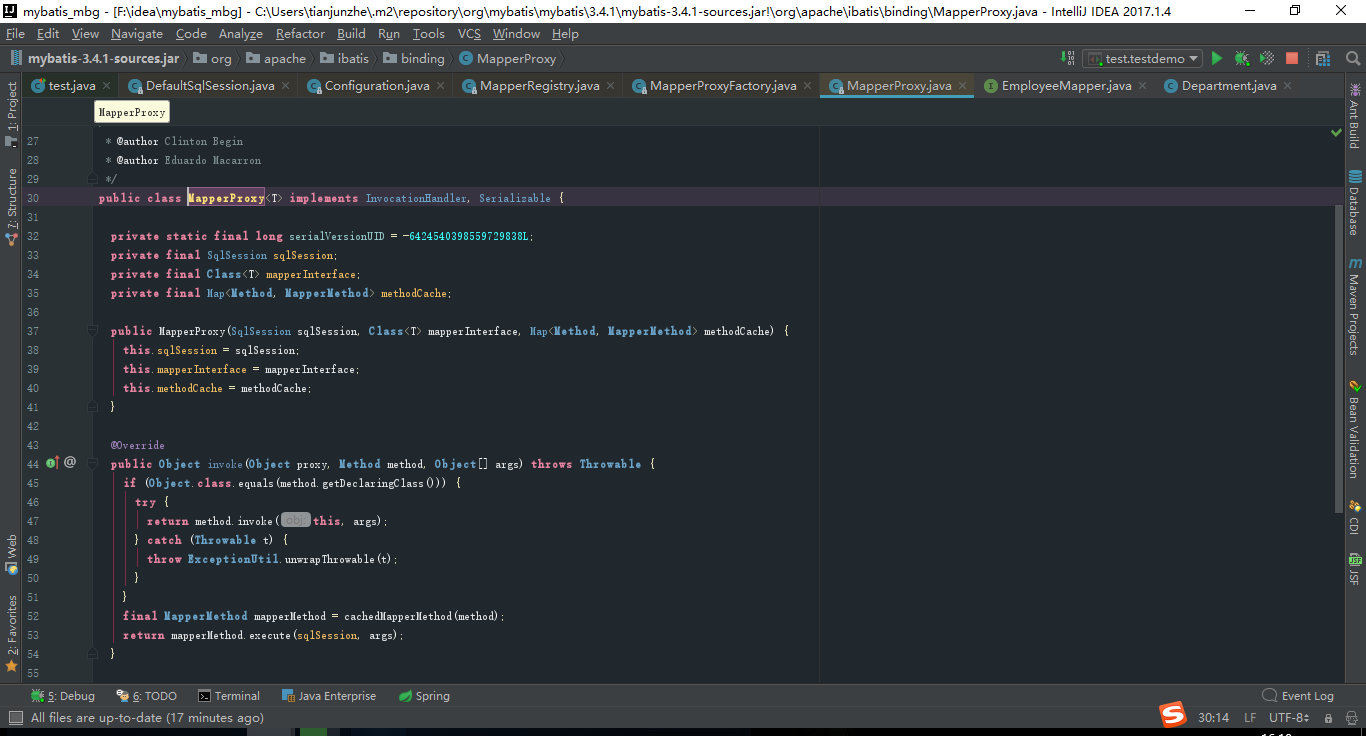 mybatis_mbg - [F:\idea\mybatis_mbg] - C:\Users\tianjunzhe\.m2\repository\org\mybatis\mybatis\3.4.1\mybatis-3.4.1-sources.jar!\org\apache\ibatis\binding\MapperProxy.java - IntelliJ IDEA 2017.1.4
File Edit View Navigate Code Analyze Refactor Build Run Tools VCS Window Help
mybatis-3.4.1-sources.jar org apache ibatis binding MapperProxy test.testdemo
test.java DefaultSqlSession.java Configuration.java MapperRegistry.java MapperProxyFactory.java MapperProxy.java EmployeeMapper.java Department.java
MapperProxy
27 * @author Clinton Begin
28 * @author Eduardo Macarron
29 */
30 public class MapperProxy<T> implements InvocationHandler, Serializable {
31
32 private static final long serialVersionUID = -6424540398559729838L;
33 private final SqlSession sqlSession;
34 private final Class<T> mapperInterface;
35 private final Map<Method, MapperMethod> methodCache;
36
37 public MapperProxy(SqlSession sqlSession, Class<T> mapperInterface, Map<Method, MapperMethod> methodCache) {
38 this.sqlSession = sqlSession;
39 this.mapperInterface = mapperInterface;
40 this.methodCache = methodCache;
41 }
42
43 @Override
44 @ public Object invoke(Object proxy, Method method, Object[] args) throws Throwable {
45 if (Object.class.equals(method.getDeclaringClass())) {
46 try {
47 return method.invoke(obj: this, args);
48 } catch (Throwable t) {
49 throw ExceptionUtil.unwrapThrowable(t);
50 }
51 }
52 final MapperMethod mapperMethod = cachedMapperMethod(method);
53 return mapperMethod.execute(sqlSession, args);
54 }
55
1: Project
7: Structure
Web
2: Favorites
Ant Build
Database
Maven Projects
Bean Validation
CDI
JSF
5: Debug 6: TODO Terminal Java Enterprise Spring Event Log
All files are up-to-date (17 minutes ago) 30:14 LF UTF-8